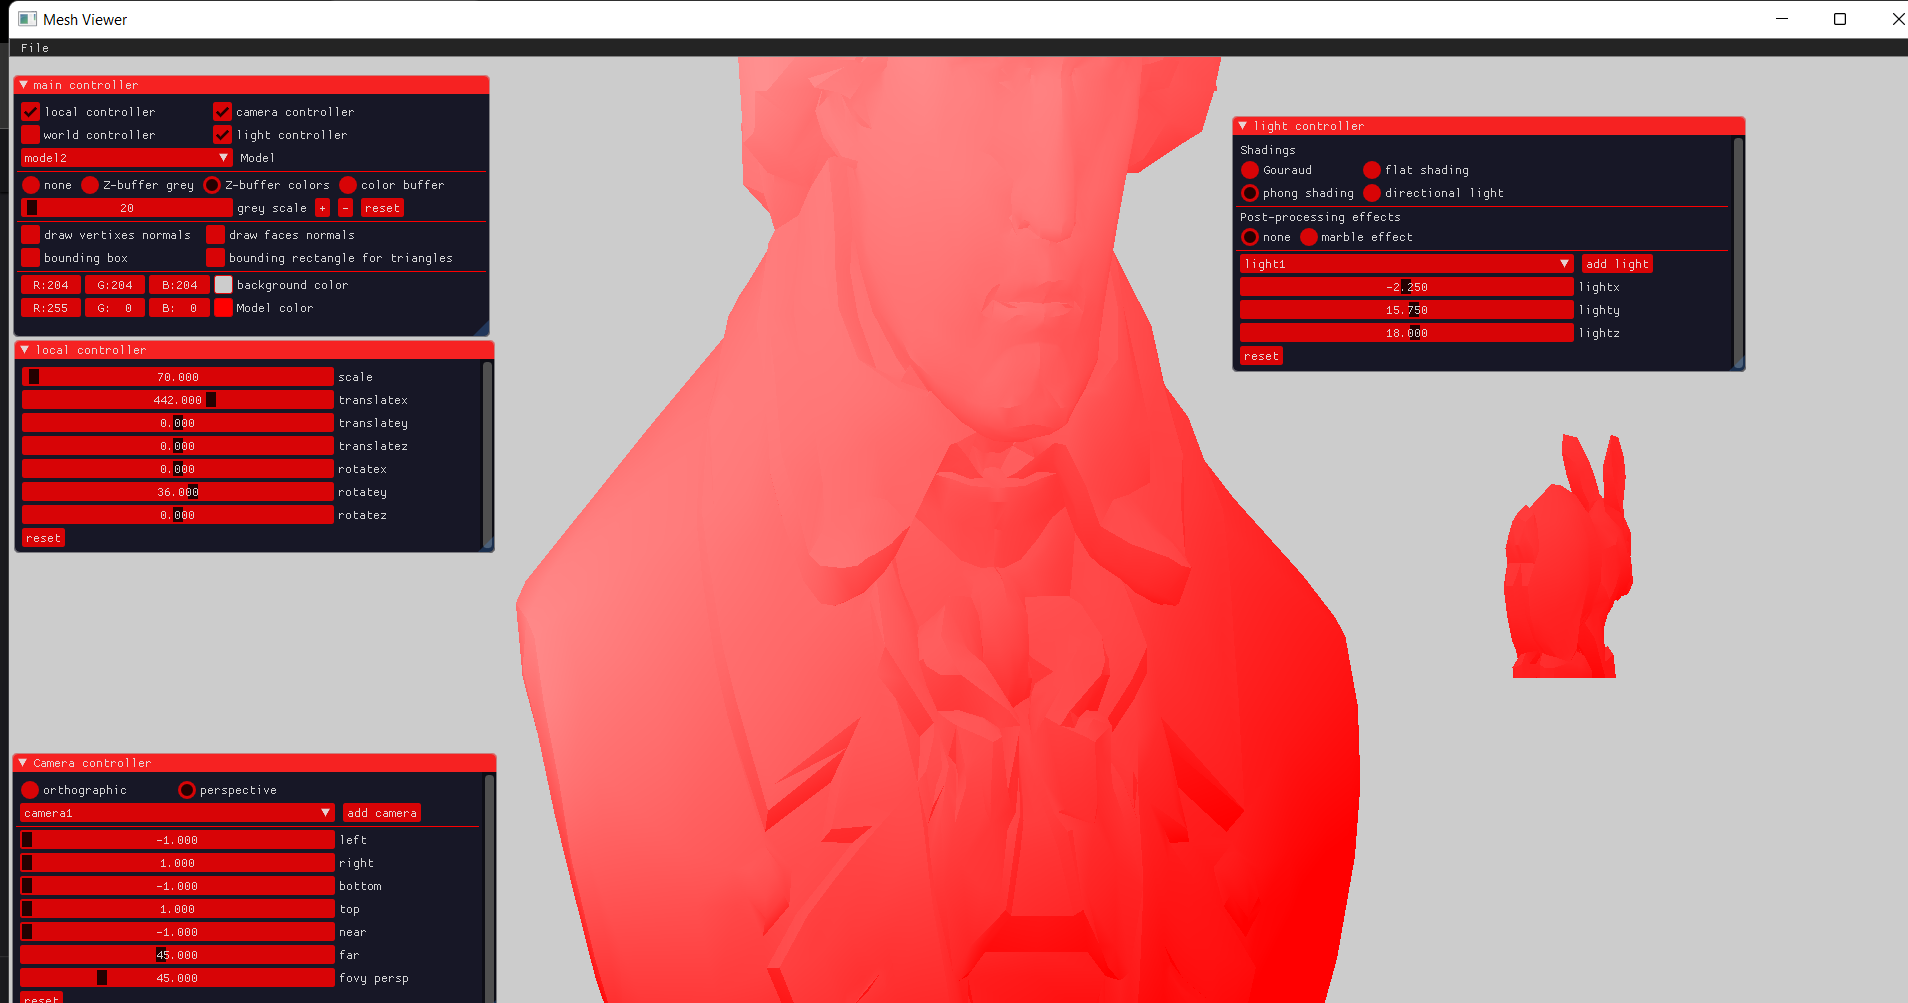 Mesh Viewer
File
main controller
local controller camera controller
world controller light controller
model2 Model
none Z-buffer grey Z-buffer colors color buffer
20 grey scale + - reset
draw vertixes normals draw faces normals
bounding box bounding rectangle for triangles
R:204 G:204 B:204 background color
R:255 G: 0 B: 0 Model color
local controller
70.000 scale
442.000 translatex
0.000 translatey
0.000 translatez
0.000 rotatex
36.000 rotatey
0.000 rotatez
reset
Camera controller
orthographic perspective
camera1 add camera
-1.000 left
1.000 right
-1.000 bottom
1.000 top
-1.000 near
45.000 far
45.000 fovy persp
reset
light controller
Shadings
Gouraud flat shading
phong shading directional light
Post-processing effects
none marble effect
light1 add light
-2.250 lightx
15.750 lighty
18.000 lightz
reset